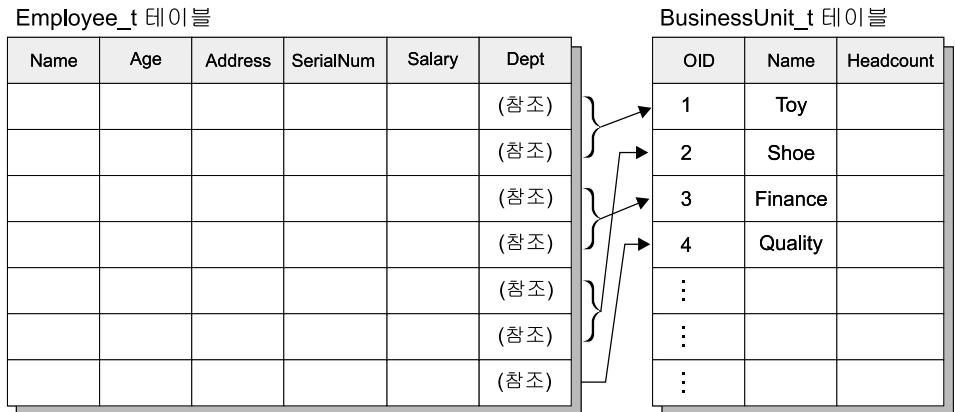 Employee_t 테이블 BusinessUnit_t 테이블
Name Age Address SerialNum Salary Dept OID Name Headcount
(참조) 1 Toy
(참조) 2 Shoe
(참조) 3 Finance
(참조) 4 Quality
(참조) ⋮
(참조) ⋮
(참조) ⋮